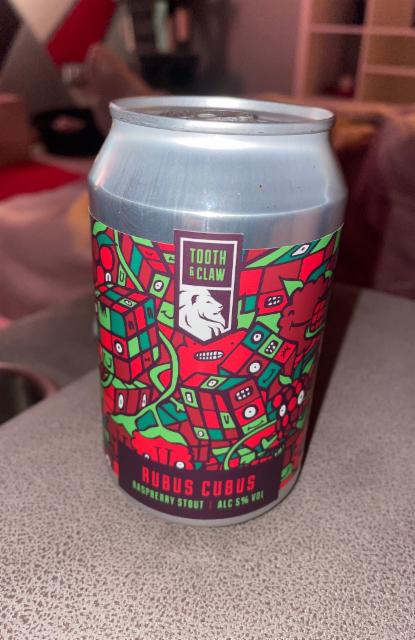 TOOTH
& CLAW
RUBUS CUBUS
RASPBERRY STOUT | ALC 5% VOL